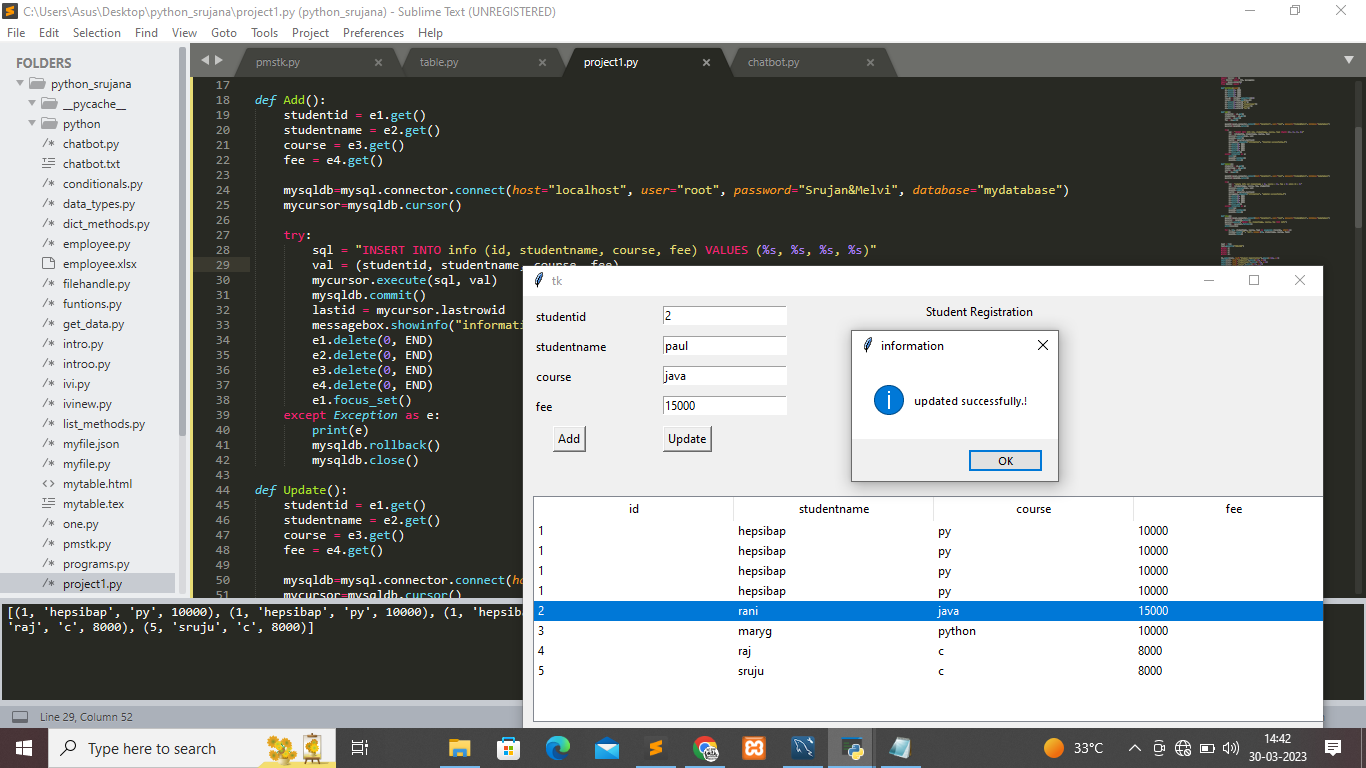 C:\Users\Asus\Desktop\python_srujana\project1.py (python_srujana) - Sublime Text (UNREGISTERED)
File Edit Selection Find View Goto Tools Project Preferences Help
FOLDERS
python_srujana
__pycache__
python
chatbot.py
chatbot.txt
conditionals.py
data_types.py
dict_methods.py
employee.py
employee.xlsx
filehandle.py
funtions.py
get_data.py
intro.py
introo.py
ivi.py
ivinew.py
list_methods.py
myfile.json
myfile.py
mytable.html
mytable.tex
one.py
pmstk.py
programs.py
project1.py
pmstk.py table.py project1.py chatbot.py
17
18 def Add():
19 studentid = e1.get()
20 studentname = e2.get()
21 course = e3.get()
22 fee = e4.get()
23
24 mysqldb=mysql.connector.connect(host="localhost", user="root", password="Srujan&Melvi", database="mydatabase")
25 mycursor=mysqldb.cursor()
26
27 try:
28 sql = "INSERT INTO info (id, studentname, course, fee) VALUES (%s, %s, %s, %s)"
29 val = (studentid, studentname, course, fee)
30 mycursor.execute(sql, val)
31 mysqldb.commit()
32 lastid = mycursor.lastrowid
33 messagebox.showinfo("informati
34 e1.delete(0, END)
35 e2.delete(0, END)
36 e3.delete(0, END)
37 e4.delete(0, END)
38 e1.focus_set()
39 except Exception as e:
40 print(e)
41 mysqldb.rollback()
42 mysqldb.close()
43
44 def Update():
45 studentid = e1.get()
46 studentname = e2.get()
47 course = e3.get()
48 fee = e4.get()
49
50 mysqldb=mysql.connector.connect(ho
51 mycursor=mysqldb.cursor()
tk
Student Registration
studentid 2
studentname paul
course java
fee 15000
Add Update
information
updated successfully.!
OK
id studentname course fee
1 hepsibap py 10000
1 hepsibap py 10000
1 hepsibap py 10000
1 hepsibap py 10000
2 rani java 15000
3 maryg python 10000
4 raj c 8000
5 sruju c 8000
[(1, 'hepsibap', 'py', 10000), (1, 'hepsibap', 'py', 10000), (1, 'hepsiba
'raj', 'c', 8000), (5, 'sruju', 'c', 8000)]
Line 29, Column 52
Type here to search
33°C
14:42
30-03-2023